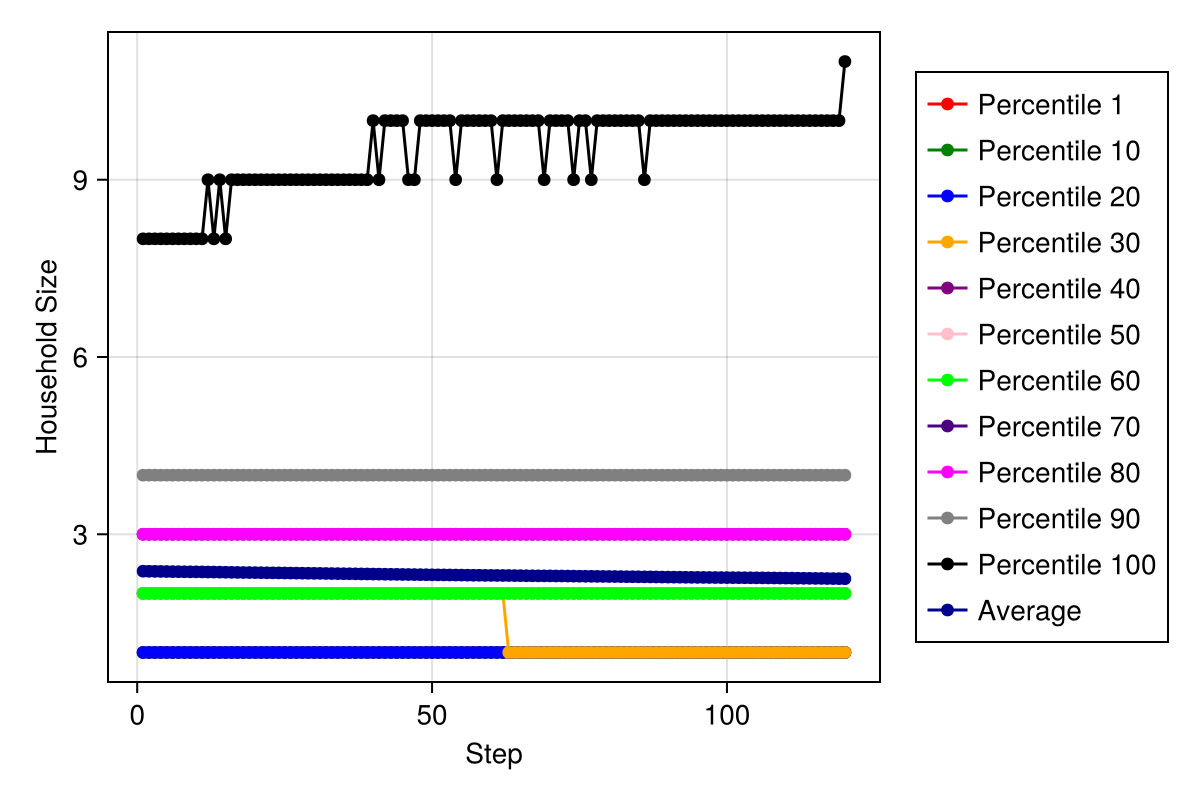 Household Size
9
6
3
0
50
100
Step
Percentile 1
Percentile 10
Percentile 20
Percentile 30
Percentile 40
Percentile 50
Percentile 60
Percentile 70
Percentile 80
Percentile 90
Percentile 100
Average